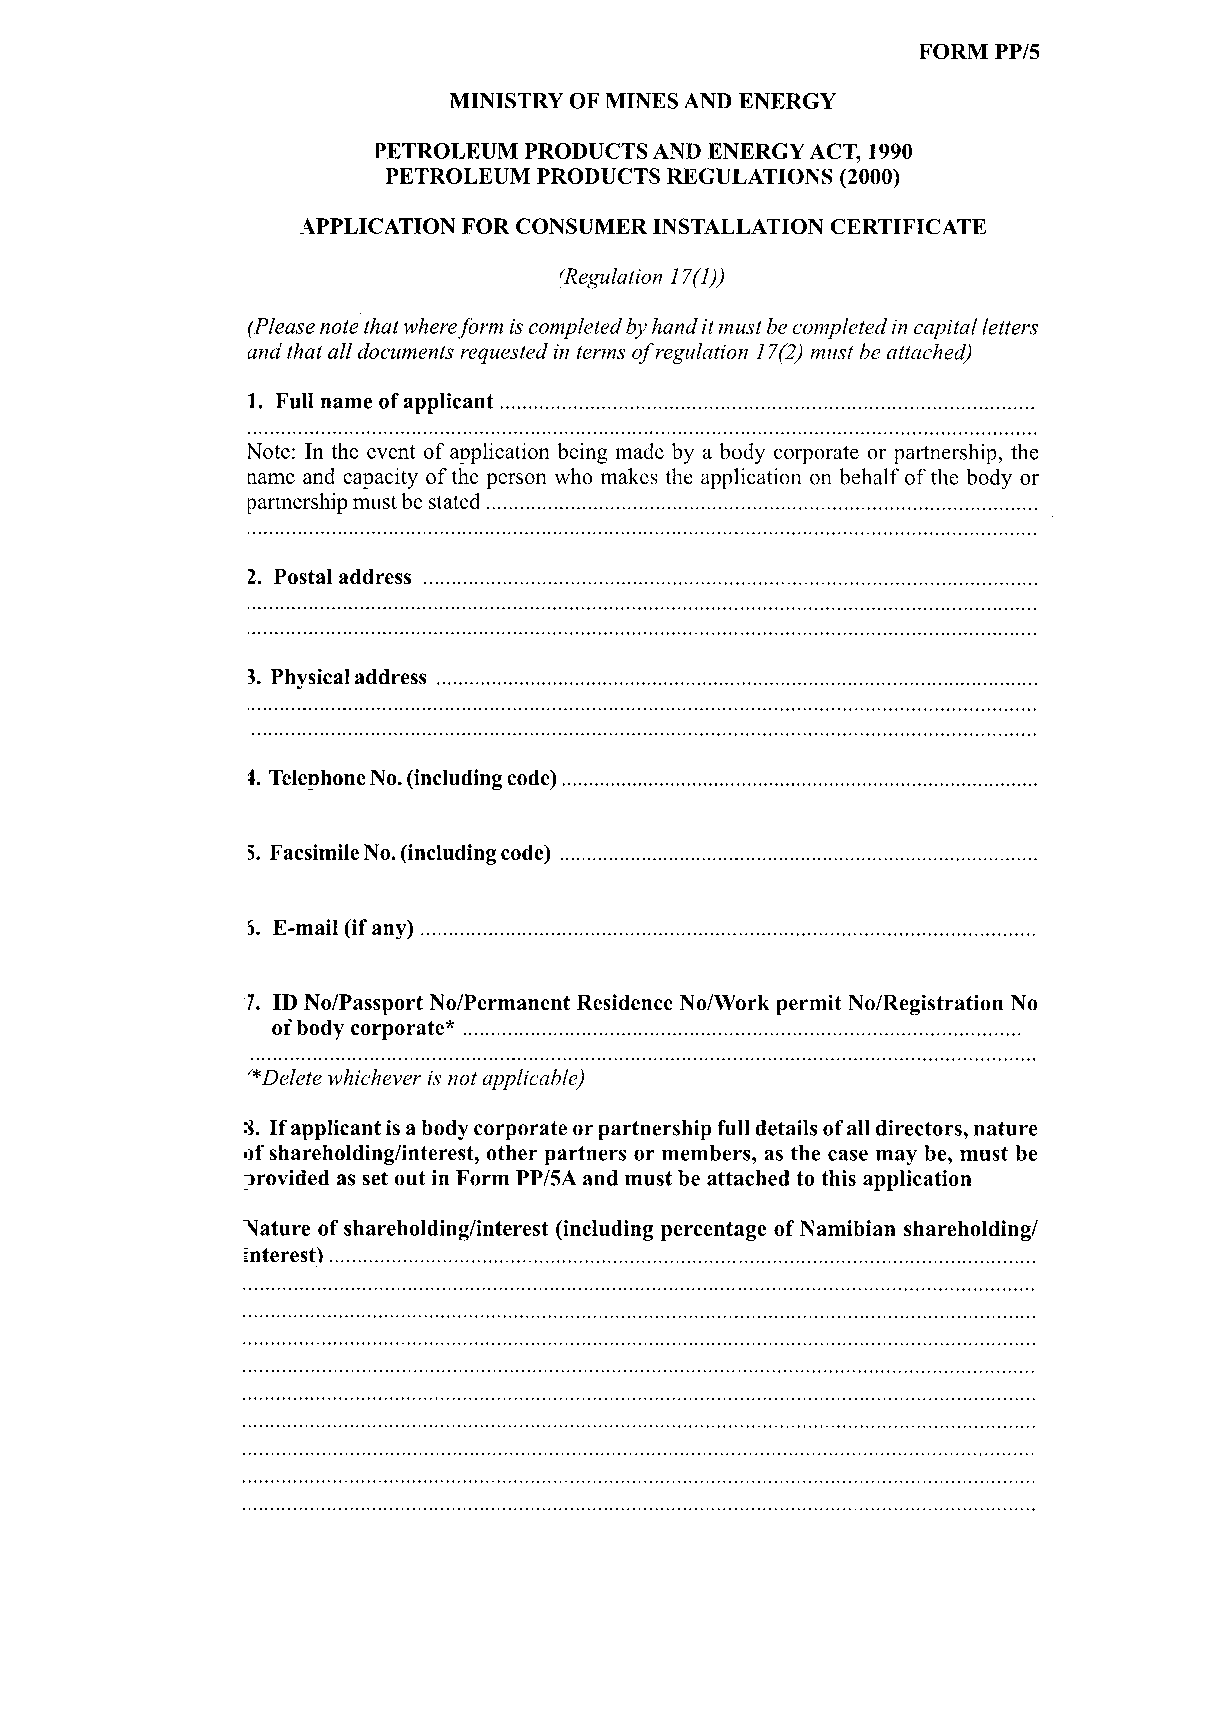 FORM PP/5
MINISTRY OF MINES AND ENERGY
PETROLEUM PRODUCTS AND ENERGY ACT, 1990
PETROLEUM PRODUCTS REGULATIONS (2000)
APPLICATION FOR CONSUMER INSTALLATION CERTIFICATE
(Regulation 17(1))
(Please note that where form is completed by hand it must be completed in capital letters
and that all documents requested in terms of regulation 17(2) must be attached)
1. Full name of applicant ........................................
........................................
Note: In the event of application being made by a body corporate or partnership, the
name and capacity of the person who makes the application on behalf of the body or
partnership must be stated ........................................
........................................
2. Postal address ........................................
........................................
........................................
3. Physical address ........................................
........................................
........................................
4. Telephone No. (including code) ........................................
5. Facsimile No. (including code) ........................................
6. E-mail (if any) ........................................
7. ID No/Passport No/Permanent Residence No/Work permit No/Registration No
of body corporate* ........................................
........................................
(*Delete whichever is not applicable)
8. If applicant is a body corporate or partnership full details of all directors, nature
of shareholding/interest, other partners or members, as the case may be, must be
provided as set out in Form PP/5A and must be attached to this application
Nature of shareholding/interest (including percentage of Namibian shareholding/
interest) ........................................
........................................
........................................
........................................
........................................
........................................
........................................
........................................
........................................
........................................